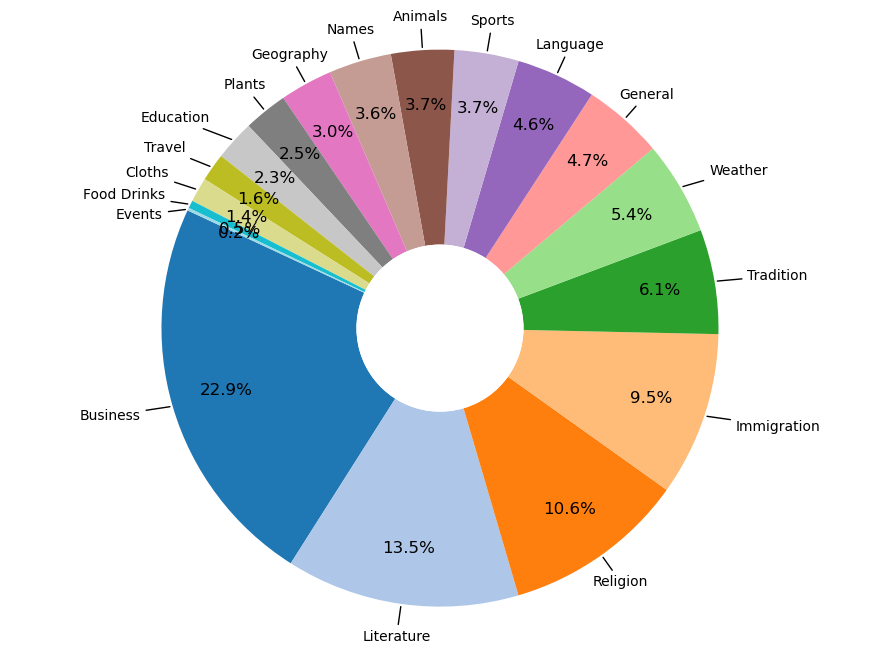 Animals
Sports
Names
Language
Geography
Plants
General
Education
Travel
Cloths
Food Drinks
Events
Weather
Tradition
Business
Immigration
Religion
Literature
3.7%
3.7%
3.6%
4.6%
3.0%
2.5%
4.7%
2.3%
1.6%
1.4%
0.5%
0.2%
5.4%
6.1%
22.9%
9.5%
10.6%
13.5%